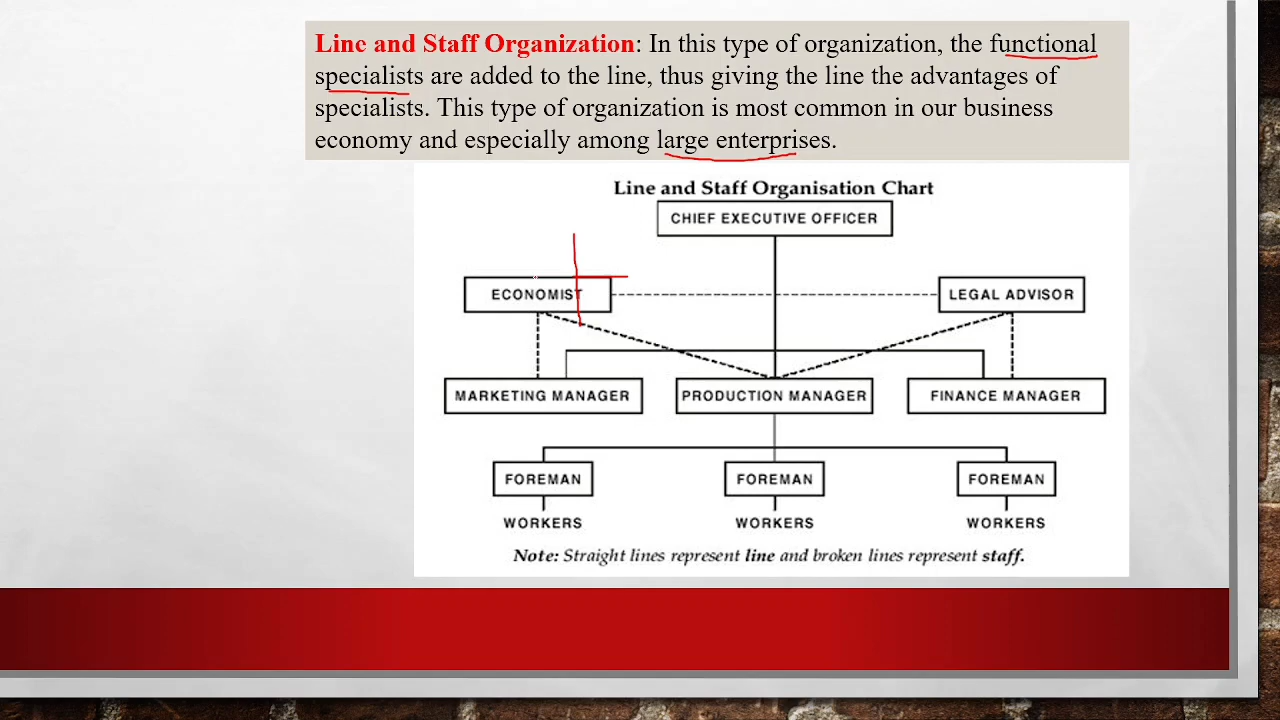 Line and Staff Organization: In this type of organization, the functional
specialists are added to the line, thus giving the line the advantages of
specialists. This type of organization is most common in our business
economy and especially among large enterprises.
Line and Staff Organisation Chart
CHIEF EXECUTIVE OFFICER
ECONOMIST LEGAL ADVISOR
MARKETING MANAGER PRODUCTION MANAGER FINANCE MANAGER
FOREMAN FOREMAN FOREMAN
WORKERS WORKERS WORKERS
Note: Straight lines represent line and broken lines represent staff.